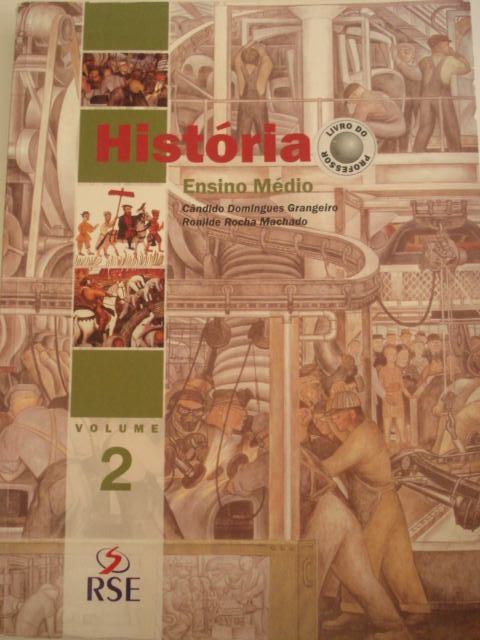 História
LIVRO DO PROFESSOR
Ensino Médio
Cândido Domingues Grangeiro
Ronilde Rocha Machado
VOLUME
2
RSE